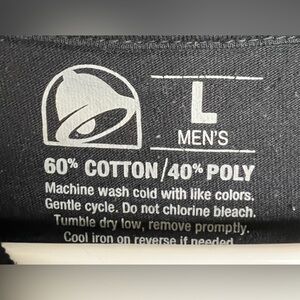 L
MEN'S
60% COTTON/40% POLY
Machine wash cold with like colors.
Gentle cycle. Do not chlorine bleach.
Tumble dry low, remove promptly.
Cool iron on reverse if needed